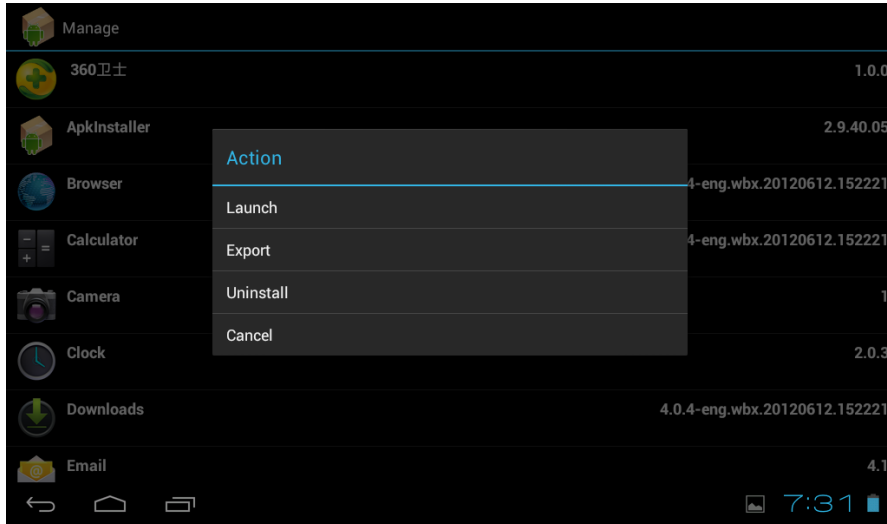 Manage
360卫士 1.0.0
ApkInstaller 2.9.40.05
Action
Browser 4-eng.wbx.20120612.152221
Launch
Calculator 4-eng.wbx.20120612.152221
Export
Uninstall
Camera 1
Cancel
Clock 2.0.3
Downloads 4.0.4-eng.wbx.20120612.152221
Email 4.1
7:31